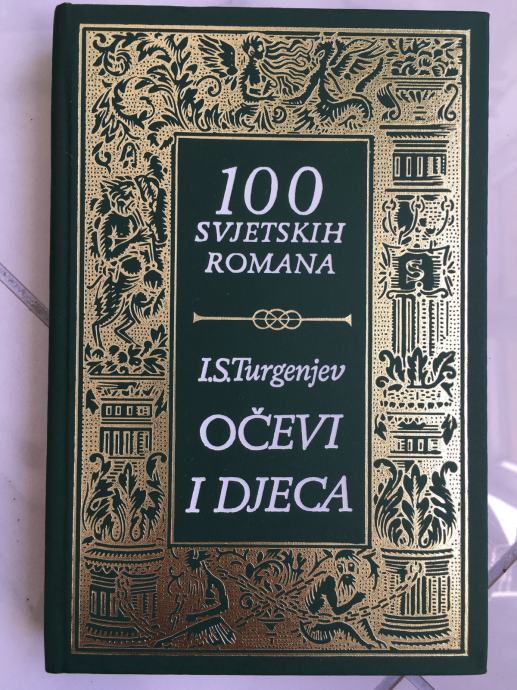 100
SVJETSKIH
ROMANA
I.S.Turgenjev
OČEVI
I DJECA
S